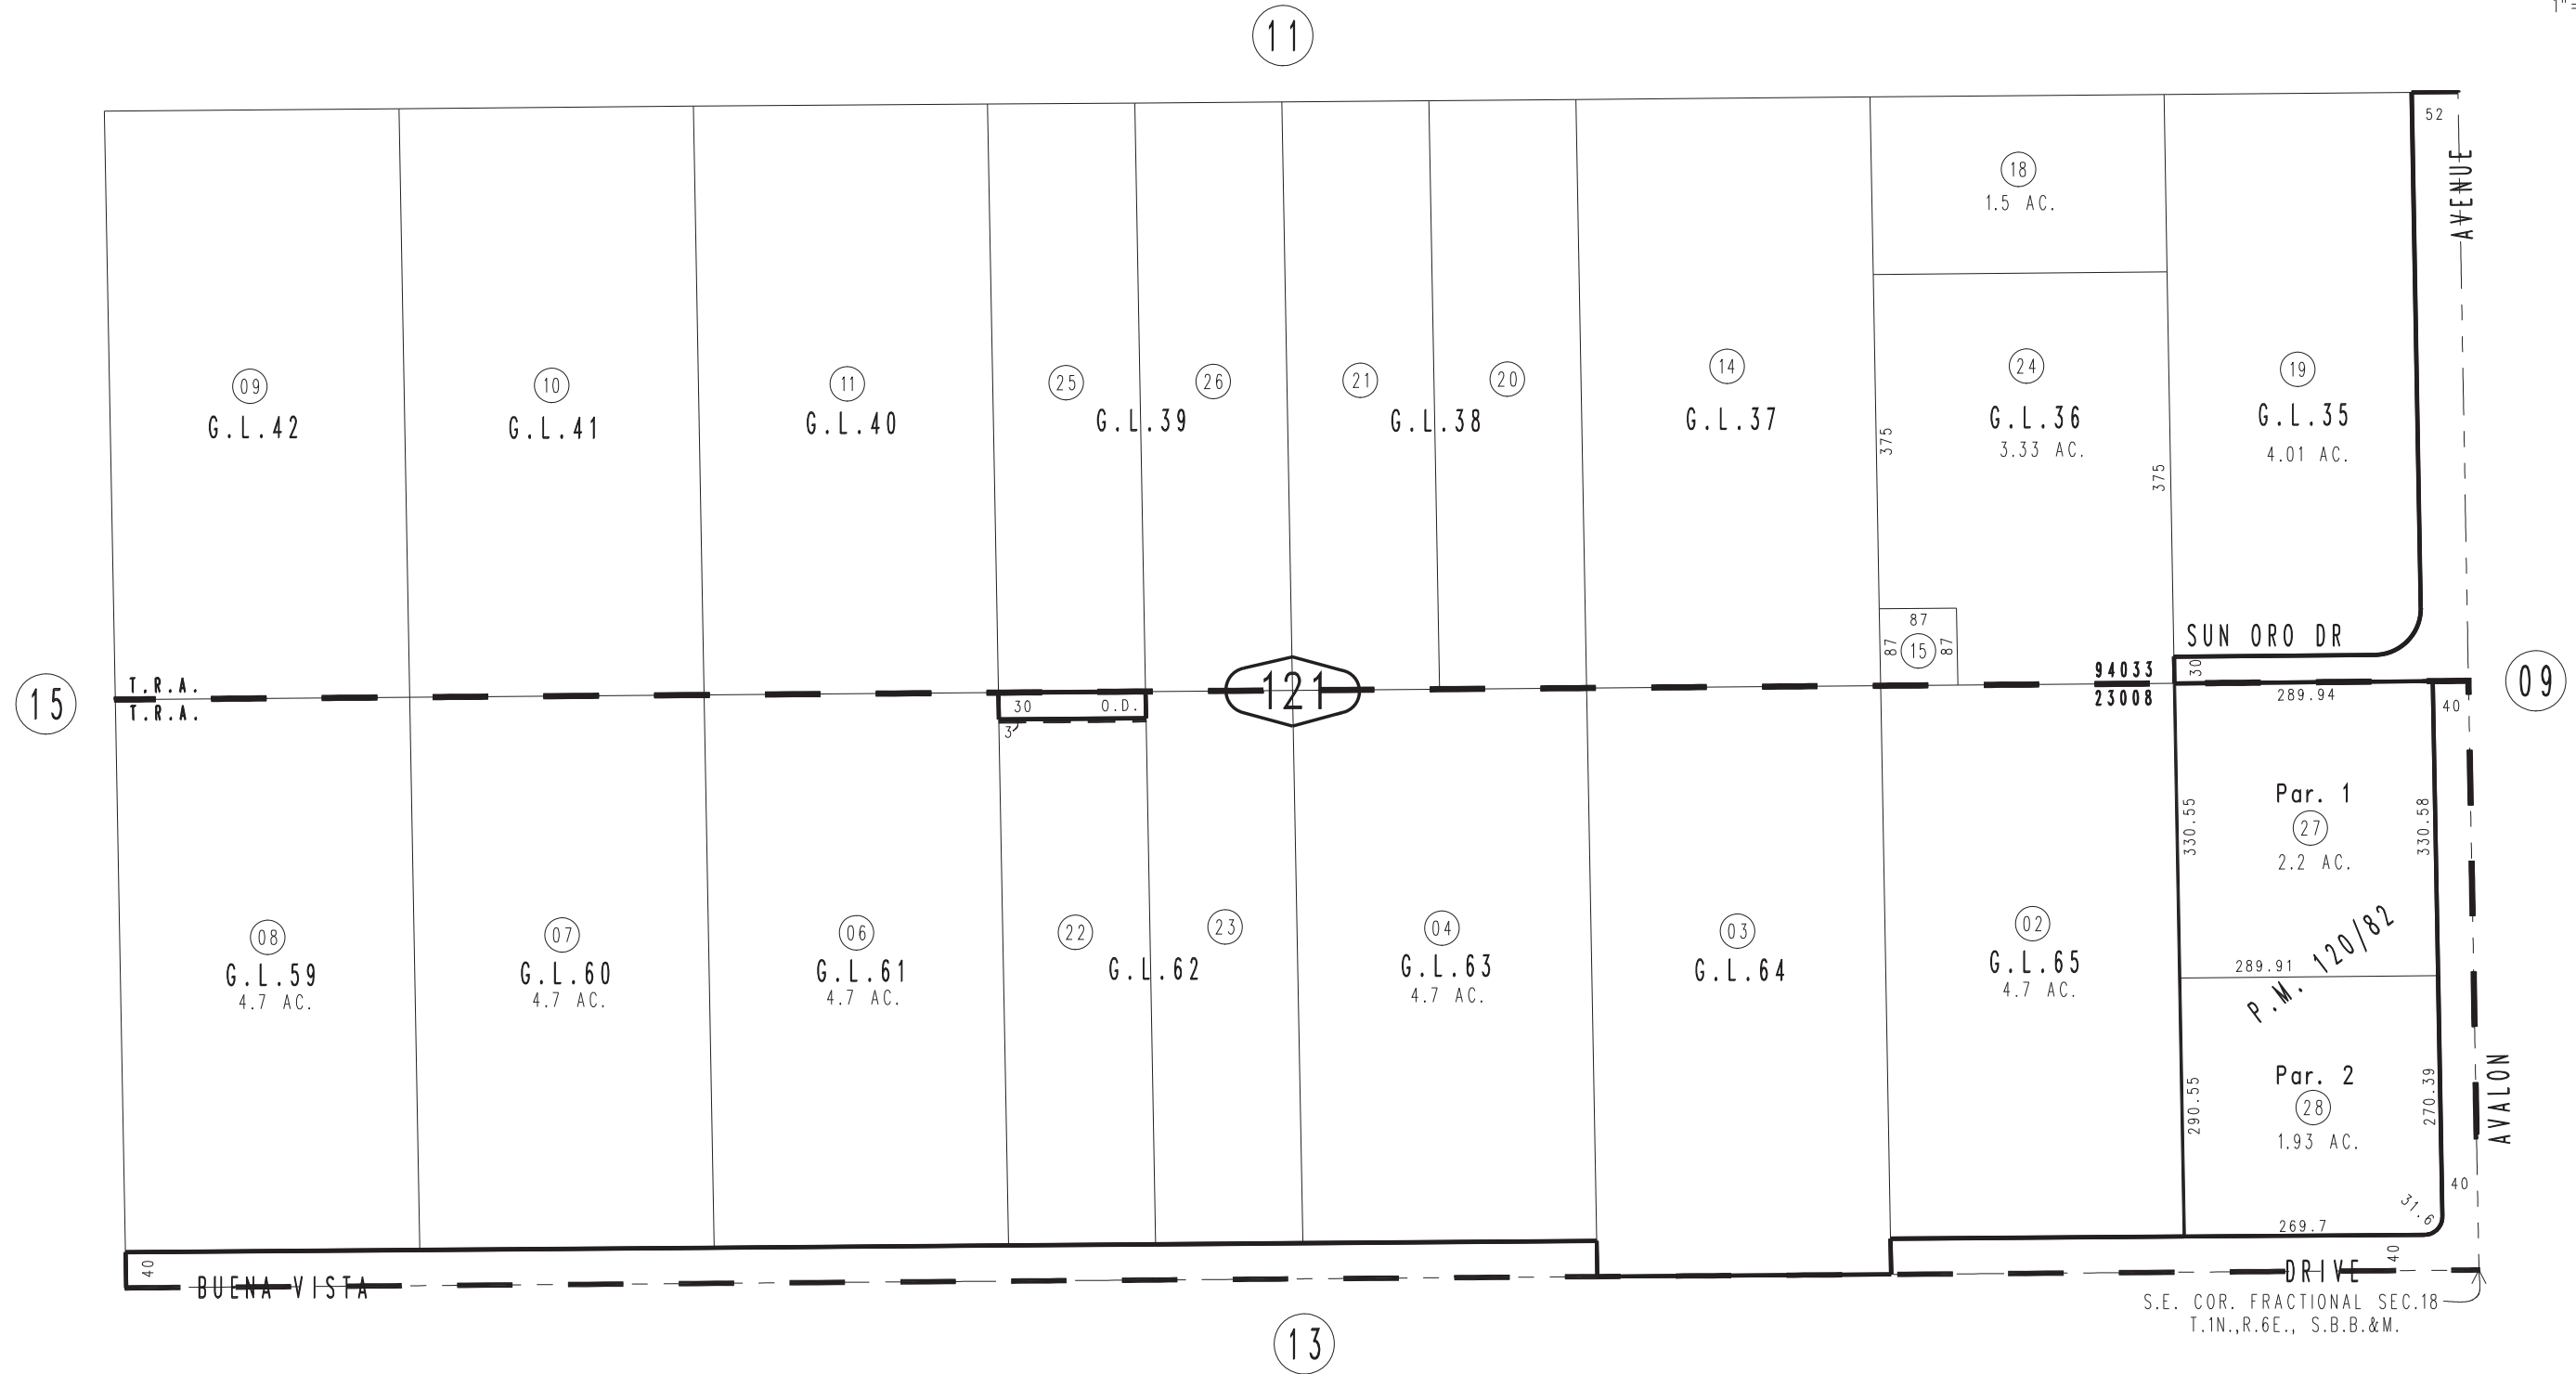 1"=
11
52
AVENUE
18
1.5 AC.
09
G.L.42
10
G.L.41
11
G.L.40
25
26
G.L.39
21
20
G.L.38
14
G.L.37
375
24
G.L.36
3.33 AC.
375
19
G.L.35
4.01 AC.
87
87
15
87
SUN ORO DR
30
15
T.R.A.
T.R.A.
30
O.D.
3'
121
94033
23008
289.94
40
09
Par. 1
27
2.2 AC.
330.55
330.58
08
G.L.59
4.7 AC.
07
G.L.60
4.7 AC.
06
G.L.61
4.7 AC.
22
23
G.L.62
04
G.L.63
4.7 AC.
03
G.L.64
02
G.L.65
4.7 AC.
289.91
P.M. 120/82
Par. 2
28
1.93 AC.
290.55
270.39
AVALON
40
31.6
269.7
40
40
BUENA VISTA
DRIVE
S.E. COR. FRACTIONAL SEC.18
T.1N.,R.6E., S.B.B.&M.
13